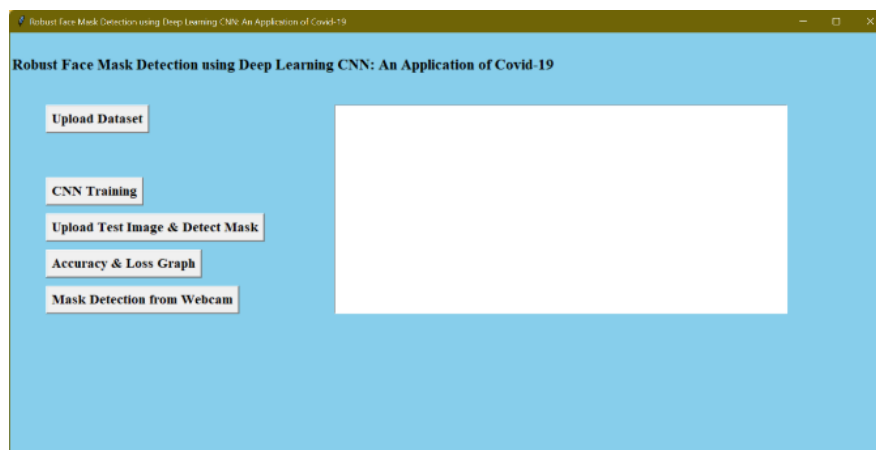 Robust Face Mask Detection using Deep Learning CNN: An Application of Covid-19
Robust Face Mask Detection using Deep Learning CNN: An Application of Covid-19
Upload Dataset
CNN Training
Upload Test Image & Detect Mask
Accuracy & Loss Graph
Mask Detection from Webcam